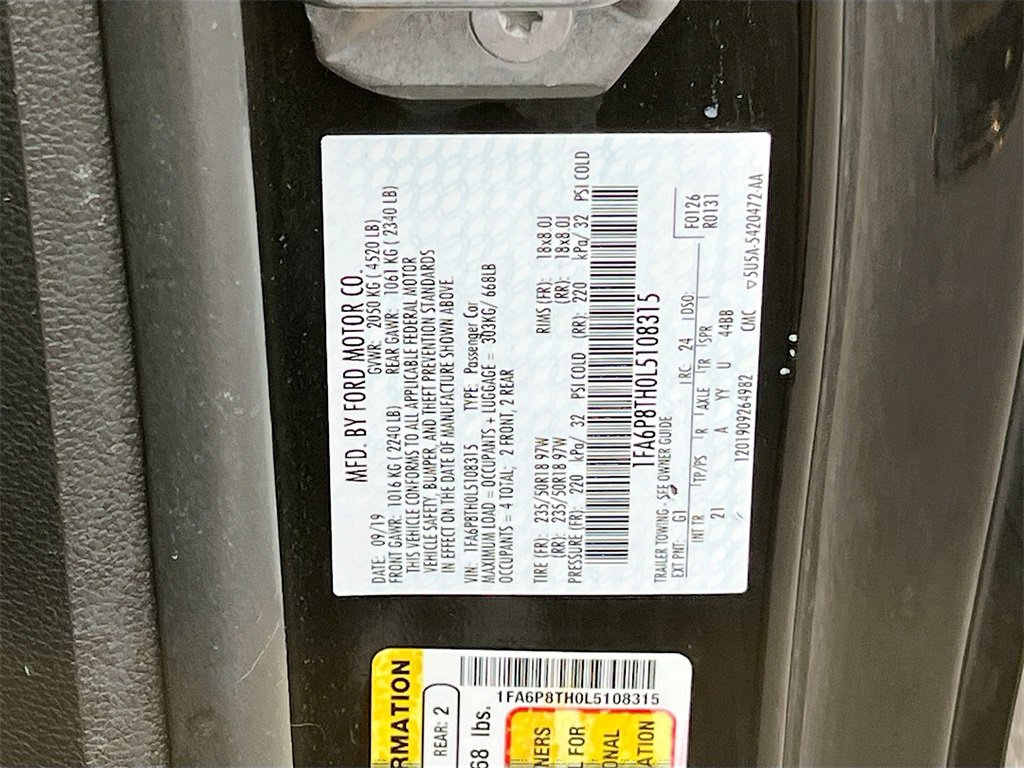 MFD. BY FORD MOTOR CO.
DATE: 09/19 GVWR: 2050 KG ( 4520 LB)
FRONT GAWR: 1016 KG ( 2240 LB) REAR GAWR: 1061 KG ( 2340 LB)
THIS VEHICLE CONFORMS TO ALL APPLICABLE FEDERAL MOTOR
VEHICLE SAFETY, BUMPER, AND THEFT PREVENTION STANDARDS
IN EFFECT ON THE DATE OF MANUFACTURE SHOWN ABOVE.
VIN: 1FA6P8TH0L5108315 TYPE: Passenger Car
MAXIMUM LOAD = OCCUPANTS + LUGGAGE = 303KG/ 668LB
OCCUPANTS = 4 TOTAL; 2 FRONT, 2 REAR
TIRE (FR): 235/50R18 97W RIMS (FR): 18x8.0J
(RR): 235/50R18 97W (RR): 18x8.0J
PRESSURE (FR): 220 kPa/ 32 PSI COLD (RR): 220 kPa/ 32 PSI COLD
1FA6P8TH0L5108315
TRAILER TOWING - SEE OWNER GUIDE
EXT PNT: G1 RC: 24 DSO: F0126
R0131
INT TR TP/PS R AXLE TR SPR
21 A YY U 44BB
1201909264982 CMC ▽5U5A-5420472-AA
RMATION
REAR: 2
68 lbs.
1FA6P8TH0L5108315
NERS
L FOR
ONAL
ATION